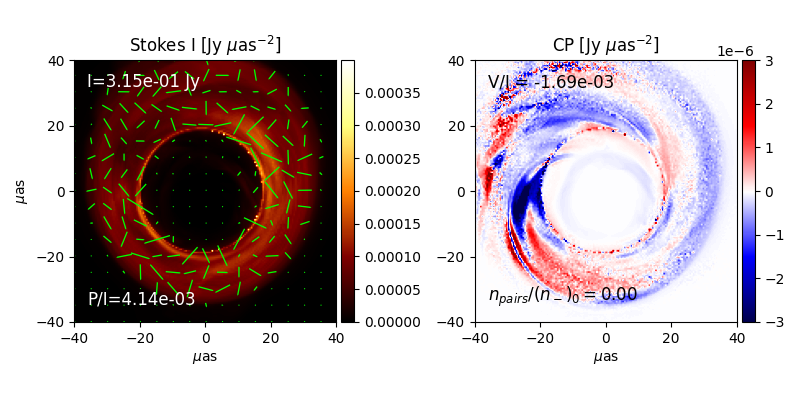 Stokes I [Jy μas⁻²]
I=3.15e-01 Jy
P/I=4.14e-03
40
20
0
−20
−40
μas
−40 −20 0 20 40
μas
0.00035
0.00030
0.00025
0.00020
0.00015
0.00010
0.00005
0.00000
CP [Jy μas⁻²]
V/I = -1.69e-03
n_{pairs}/(n_−)_0 = 0.00
40
20
0
−20
−40
−40 −20 0 20 40
μas
1e−6
3
2
1
0
−1
−2
−3